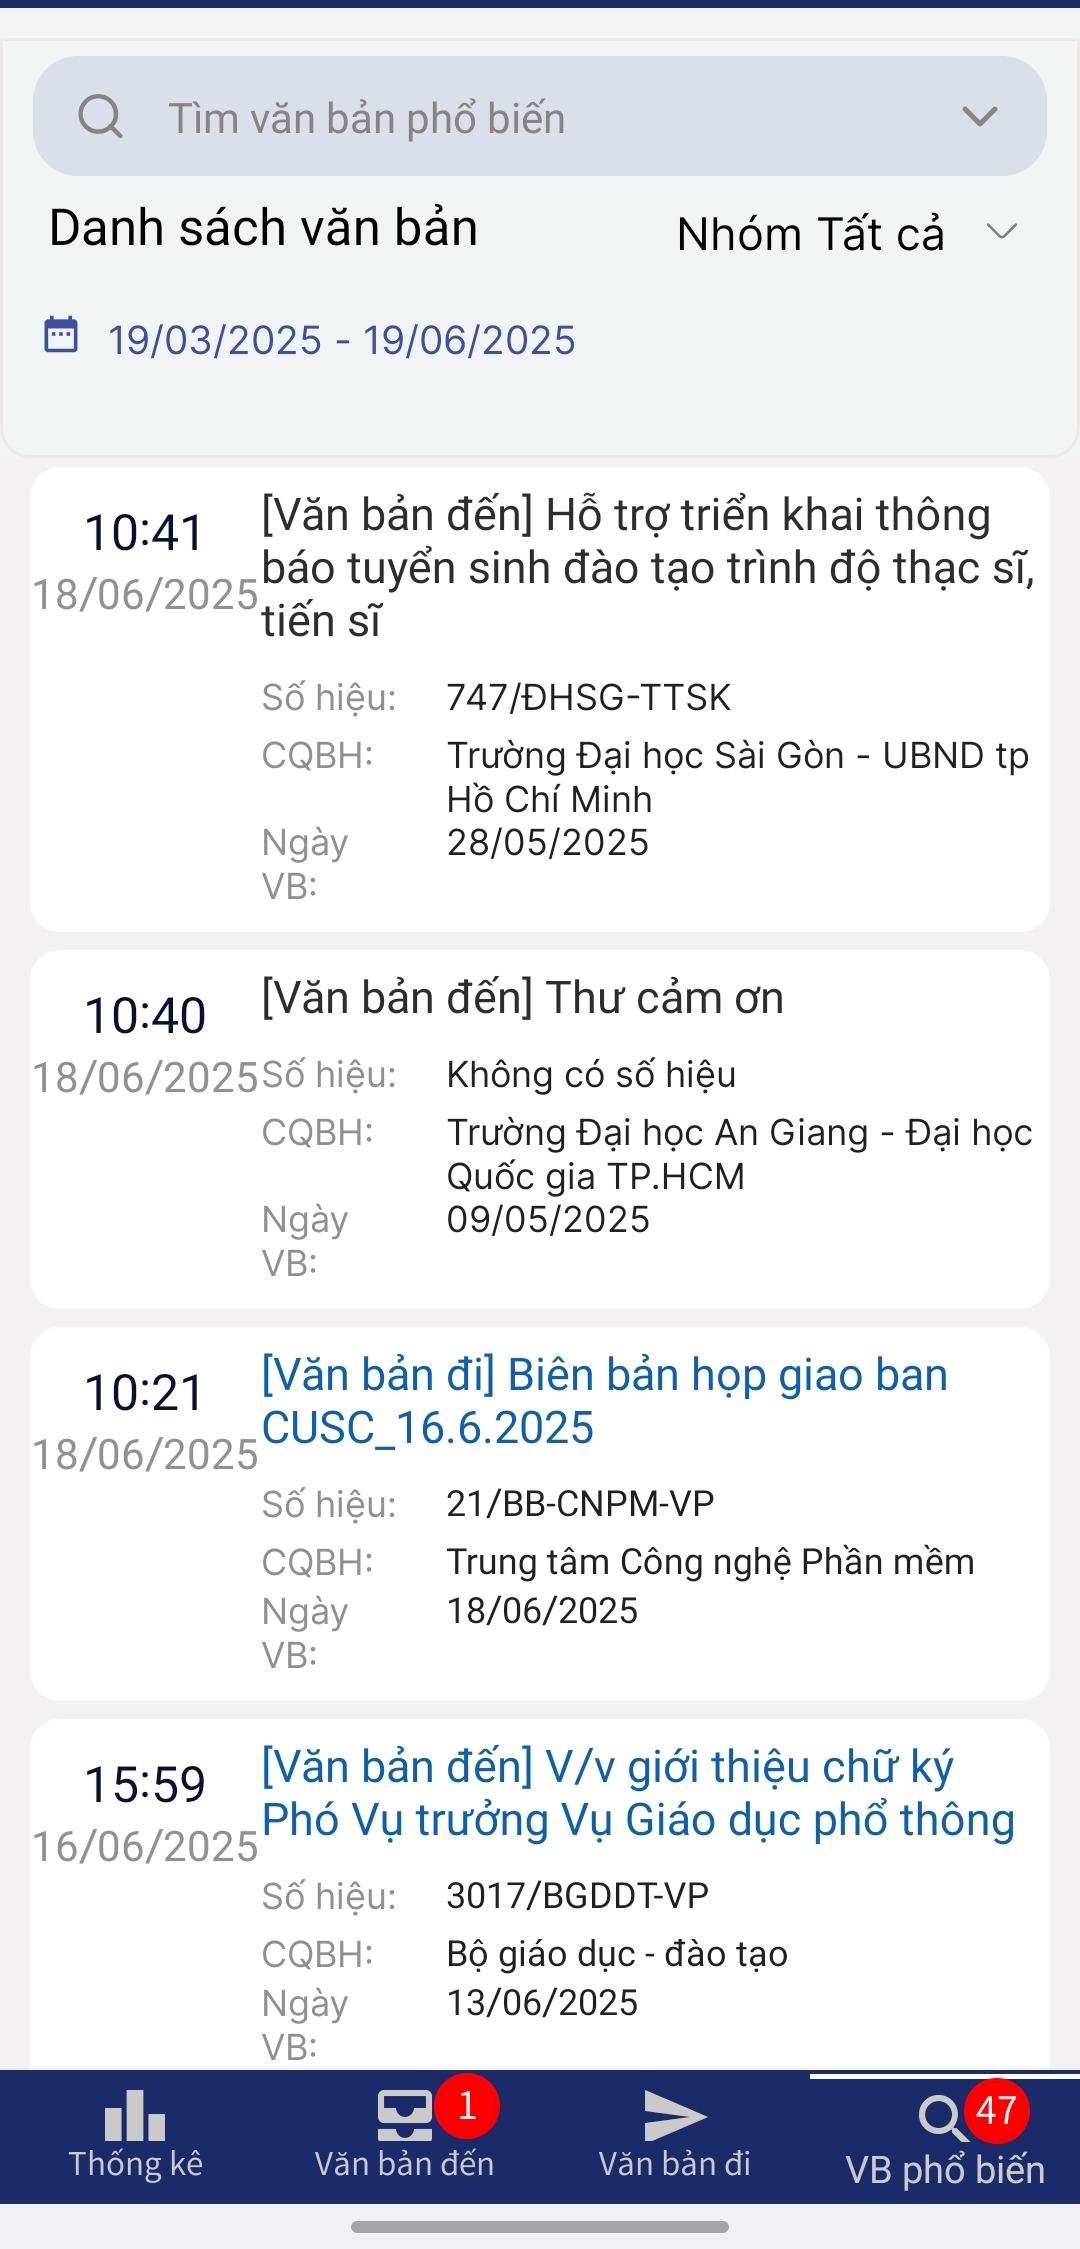 Tìm văn bản phổ biến
Danh sách văn bản
Nhóm Tất cả
19/03/2025 - 19/06/2025
10:41
18/06/2025
[Văn bản đến] Hỗ trợ triển khai thông
báo tuyển sinh đào tạo trình độ thạc sĩ,
tiến sĩ
Số hiệu: 747/ĐHSG-TTSK
CQBH: Trường Đại học Sài Gòn - UBND tp
Hồ Chí Minh
Ngày 28/05/2025
VB:
10:40
18/06/2025
[Văn bản đến] Thư cảm ơn
Số hiệu: Không có số hiệu
CQBH: Trường Đại học An Giang - Đại học
Quốc gia TP.HCM
Ngày 09/05/2025
VB:
10:21
18/06/2025
[Văn bản đi] Biên bản họp giao ban
CUSC_16.6.2025
Số hiệu: 21/BB-CNPM-VP
CQBH: Trung tâm Công nghệ Phần mềm
Ngày 18/06/2025
VB:
15:59
16/06/2025
[Văn bản đến] V/v giới thiệu chữ ký
Phó Vụ trưởng Vụ Giáo dục phổ thông
Số hiệu: 3017/BGDDT-VP
CQBH: Bộ giáo dục - đào tạo
Ngày 13/06/2025
VB:
Thống kê
1
Văn bản đến
Văn bản đi
47
VB phổ biến